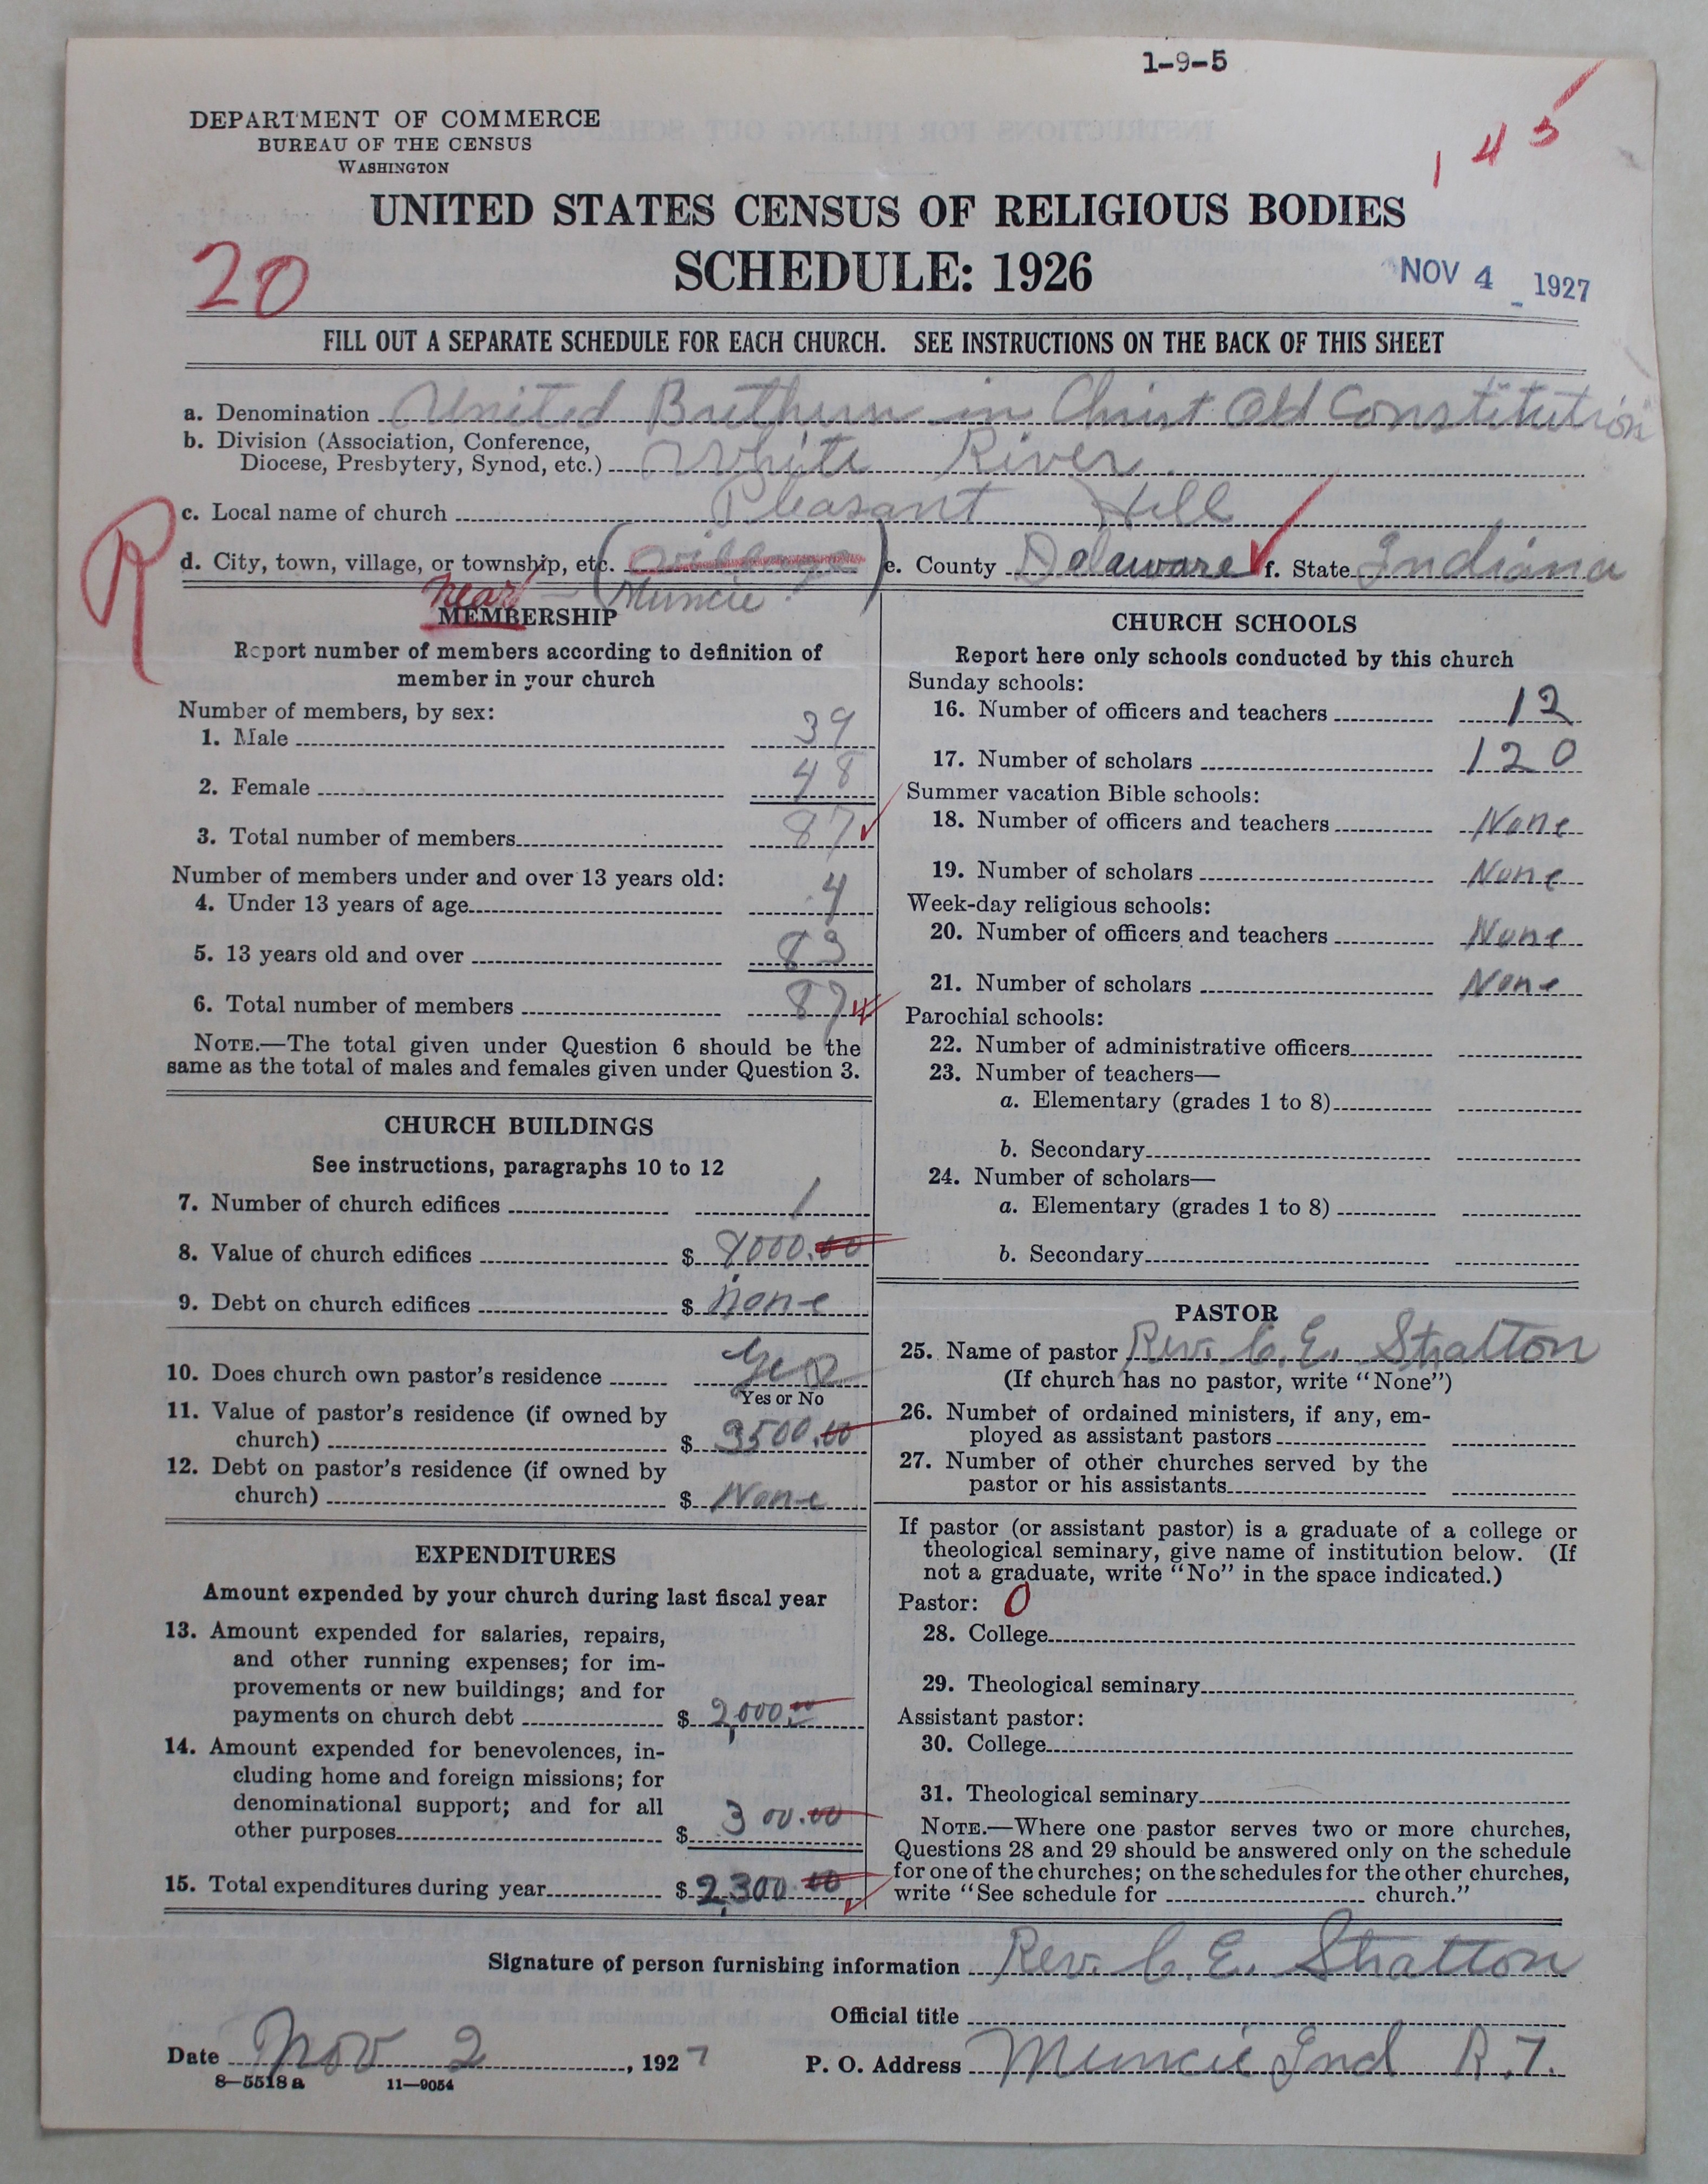 1-9-5
DEPARTMENT OF COMMERCE
BUREAU OF THE CENSUS
WASHINGTON
1 4 5
UNITED STATES CENSUS OF RELIGIOUS BODIES
20
SCHEDULE: 1926
NOV 4 1927
FILL OUT A SEPARATE SCHEDULE FOR EACH CHURCH. SEE INSTRUCTIONS ON THE BACK OF THIS SHEET
a. Denomination United Brethern in Christ Old Constitution
b. Division (Association, Conference,
Diocese, Presbytery, Synod, etc.) White River
c. Local name of church Pleasant Hill
R
d. City, town, village, or township, etc. (village) e. County Delaware f. State Indiana
near Muncie
MEMBERSHIP
Report number of members according to definition of
member in your church
Number of members, by sex:
1. Male 39
2. Female 48
3. Total number of members 87
Number of members under and over 13 years old:
4. Under 13 years of age 4
5. 13 years old and over 83
6. Total number of members 87
NOTE.—The total given under Question 6 should be the
same as the total of males and females given under Question 3.
CHURCH BUILDINGS
See instructions, paragraphs 10 to 12
7. Number of church edifices 1
8. Value of church edifices $ 000.00
9. Debt on church edifices $ none
10. Does church own pastor's residence Yes
Yes or No
11. Value of pastor's residence (if owned by
church) $ 3500.00
12. Debt on pastor's residence (if owned by
church) $ None
EXPENDITURES
Amount expended by your church during last fiscal year
13. Amount expended for salaries, repairs,
and other running expenses; for im-
provements or new buildings; and for
payments on church debt $ 2,000.00
14. Amount expended for benevolences, in-
cluding home and foreign missions; for
denominational support; and for all
other purposes $ 300.00
15. Total expenditures during year $ 2,300 00
CHURCH SCHOOLS
Report here only schools conducted by this church
Sunday schools:
16. Number of officers and teachers 12
17. Number of scholars 120
Summer vacation Bible schools:
18. Number of officers and teachers None
19. Number of scholars None
Week-day religious schools:
20. Number of officers and teachers None
21. Number of scholars None
Parochial schools:
22. Number of administrative officers
23. Number of teachers—
a. Elementary (grades 1 to 8)
b. Secondary
24. Number of scholars—
a. Elementary (grades 1 to 8)
b. Secondary
PASTOR
25. Name of pastor Rev. C. E. Stratton
(If church has no pastor, write "None")
26. Number of ordained ministers, if any, em-
ployed as assistant pastors
27. Number of other churches served by the
pastor or his assistants
If pastor (or assistant pastor) is a graduate of a college or
theological seminary, give name of institution below. (If
not a graduate, write "No" in the space indicated.)
Pastor: 0
28. College
29. Theological seminary
Assistant pastor:
30. College
31. Theological seminary
NOTE.—Where one pastor serves two or more churches,
Questions 28 and 29 should be answered only on the schedule
for one of the churches; on the schedules for the other churches,
write "See schedule for church."
Signature of person furnishing information Rev. C. E. Stratton
Official title
Date Nov 2, 1927
P. O. Address Muncie Ind R. 7.
8—5518 a 11—9054